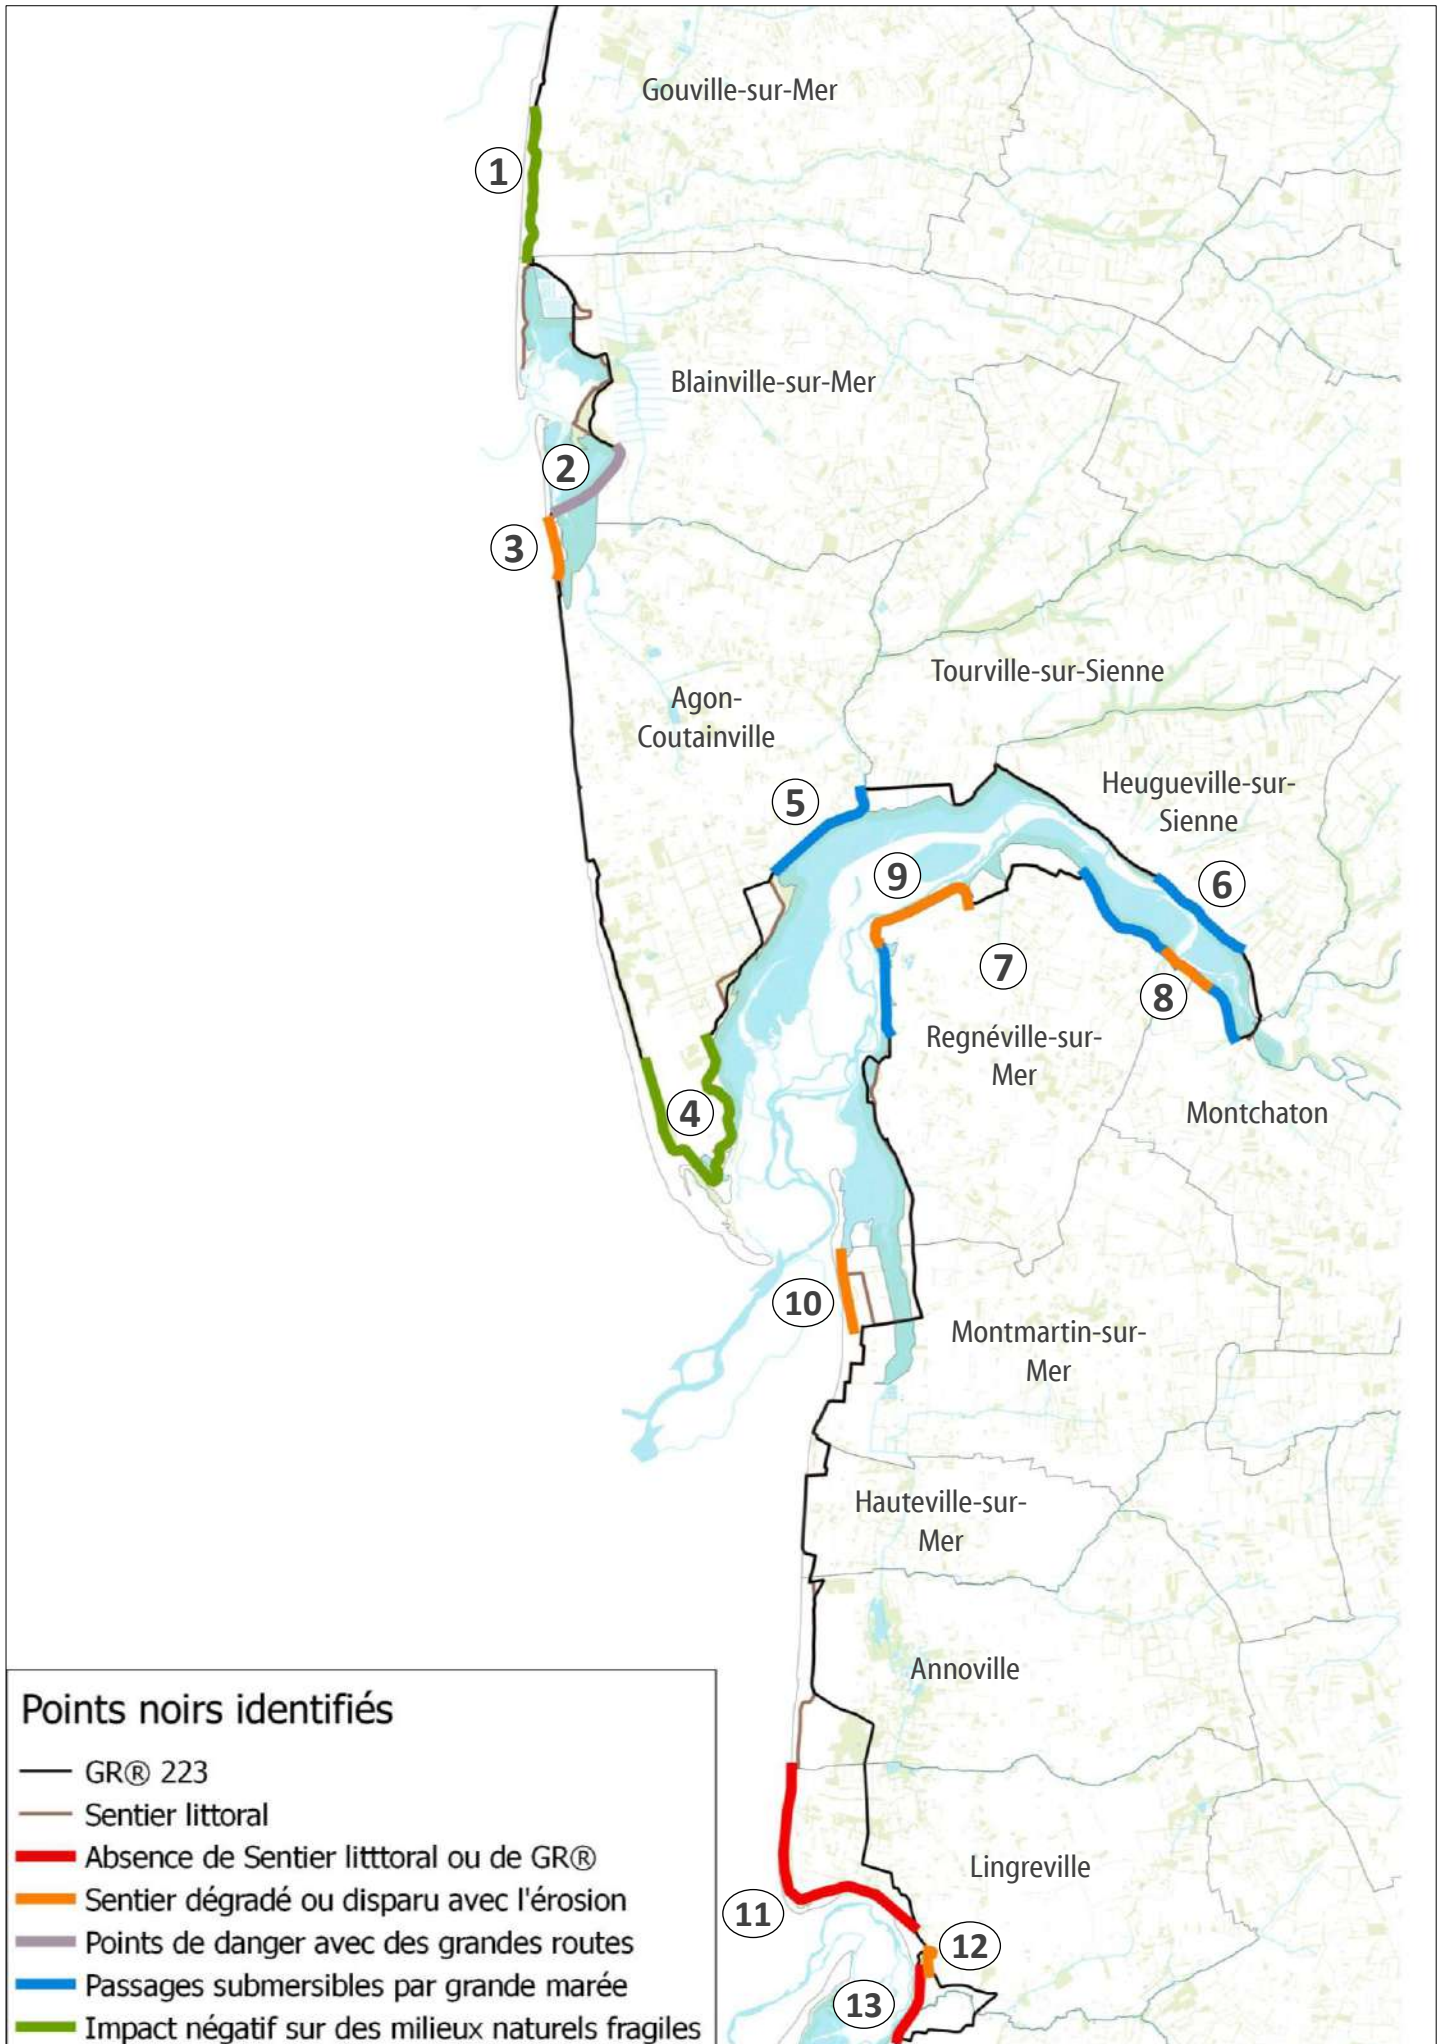 Gouville-sur-Mer
1
Blainville-sur-Mer
2
3
Tourville-sur-Sienne
Agon-
Coutainville
Heugueville-sur-
Sienne
5
9
6
7
8
Regnéville-sur-
Mer
4
Montchaton
10
Montmartin-sur-
Mer
Hauteville-sur-
Mer
Annoville
Lingreville
11
12
13
Points noirs identifiés
GR® 223
Sentier littoral
Absence de Sentier litttoral ou de GR®
Sentier dégradé ou disparu avec l'érosion
Points de danger avec des grandes routes
Passages submersibles par grande marée
Impact négatif sur des milieux naturels fragiles